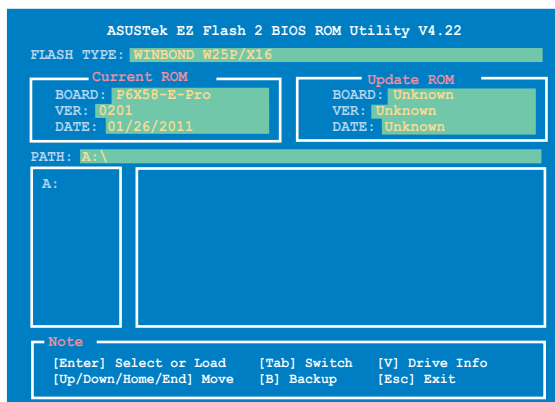 ASUSTek EZ Flash 2 BIOS ROM Utility V4.22
FLASH TYPE: WINBOND W25P/X16
Current ROM
BOARD: P6X58-E-Pro
VER: 0201
DATE: 01/26/2011
Update ROM
BOARD: Unknown
VER: Unknown
DATE: Unknown
PATH: A:\
A:
Note
[Enter] Select or Load [Tab] Switch [V] Drive Info
[Up/Down/Home/End] Move [B] Backup [Esc] Exit